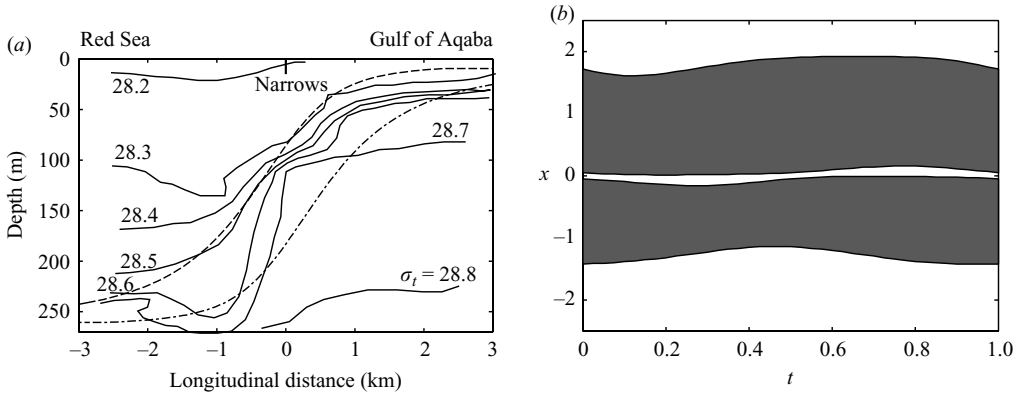 (a)
Red Sea
Gulf of Aqaba
Narrows
28.2
28.3
28.4
28.5
28.6
28.7
σt = 28.8
0
50
100
150
200
250
Depth (m)
–3
–2
–1
0
1
2
3
Longitudinal distance (km)
(b)
2
1
x 0
–1
–2
0
0.2
0.4
0.6
0.8
1.0
t